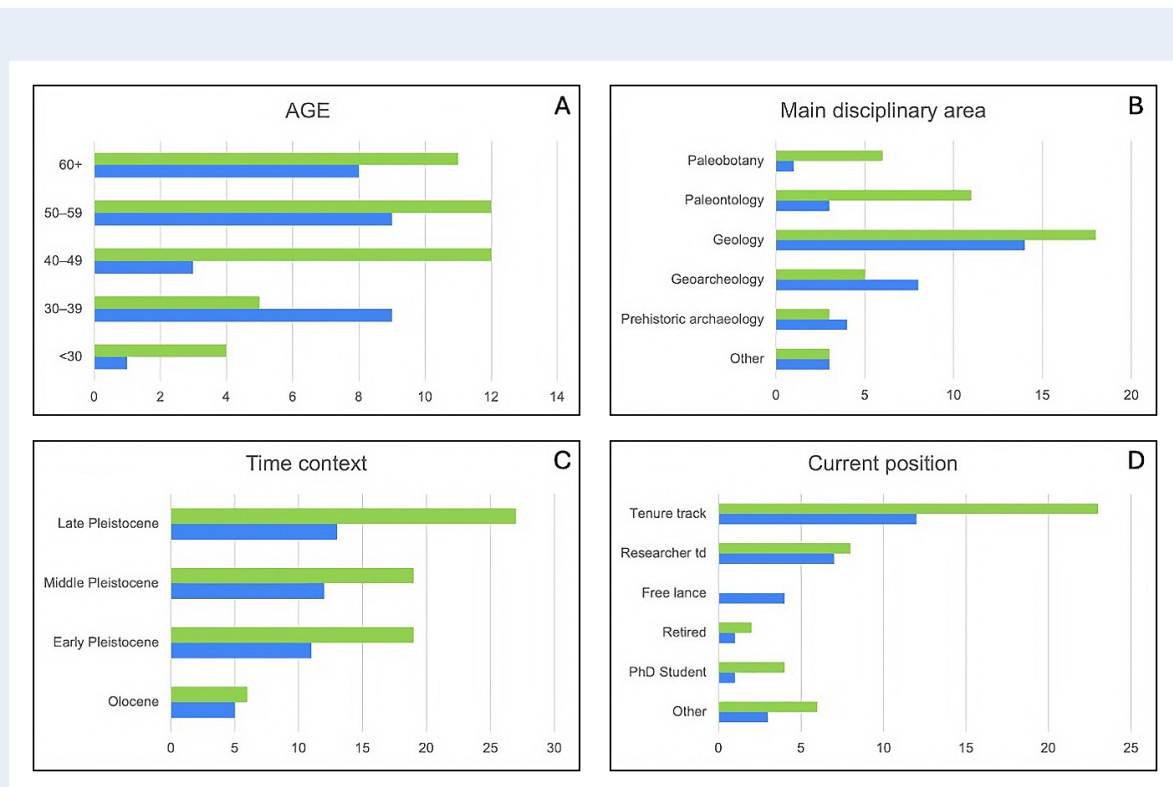 AGE
A
60+
50–59
40–49
30–39
<30
0 2 4 6 8 10 12 14
Main disciplinary area
B
Paleobotany
Paleontology
Geology
Geoarcheology
Prehistoric archaeology
Other
0 5 10 15 20
Time context
C
Late Pleistocene
Middle Pleistocene
Early Pleistocene
Olocene
0 5 10 15 20 25 30
Current position
D
Tenure track
Researcher td
Free lance
Retired
PhD Student
Other
0 5 10 15 20 25